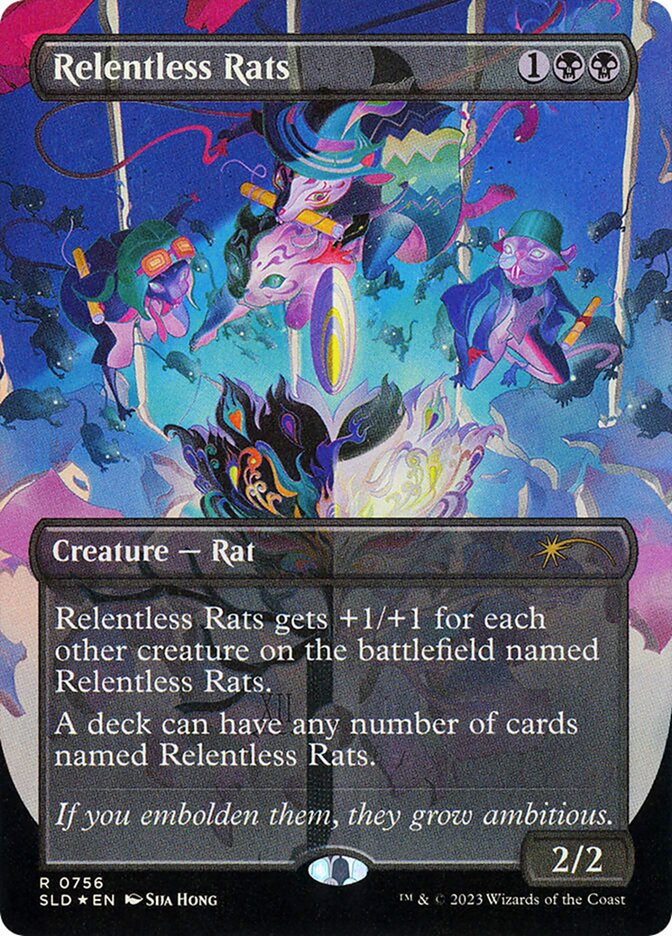 Relentless Rats 1
Creature — Rat
Relentless Rats gets +1/+1 for each
other creature on the battlefield named
Relentless Rats.
XII
A deck can have any number of cards
named Relentless Rats.
If you embolden them, they grow ambitious.
2/2
R 0756
SLD ★ EN Sija Hong
™ & © 2023 Wizards of the Coast